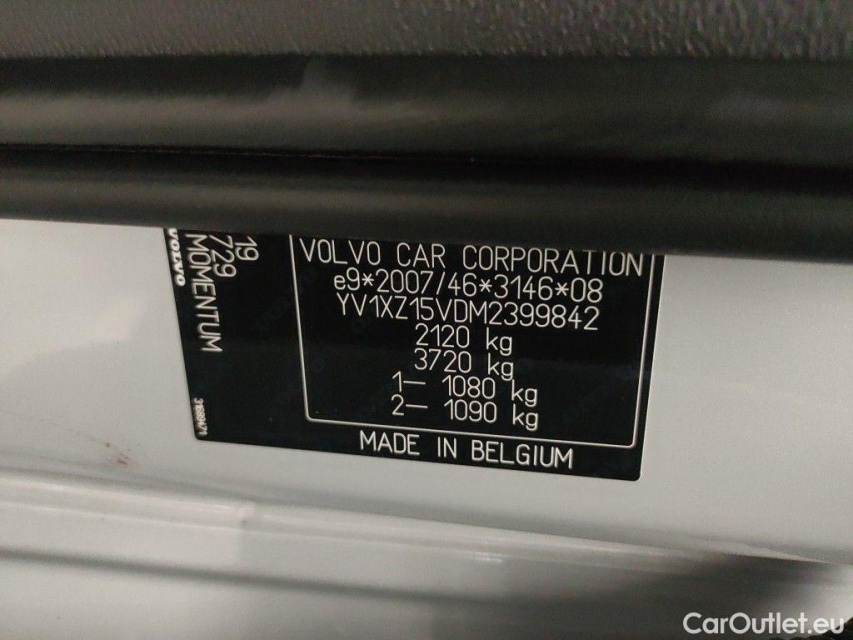 VOLVO CAR CORPORATION
e9*2007/46*3146*08
YV1XZ15VDM2399842
2120 kg
3720 kg
1— 1080 kg
2— 1090 kg
MADE IN BELGIUM
19
729
MOMENTUM
VOLVO
CarOutlet.eu